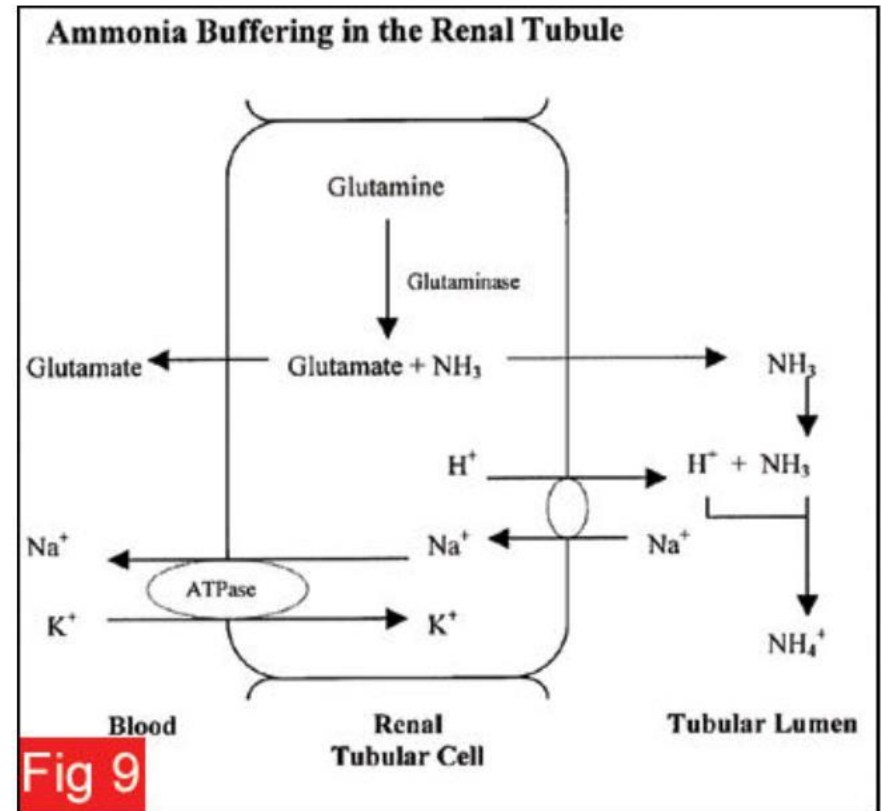 Ammonia Buffering in the Renal Tubule
Glutamine
Glutaminase
Glutamate
Glutamate + NH₃
NH₃
H⁺
H⁺ + NH₃
Na⁺
Na⁺
Na⁺
ATPase
K⁺
K⁺
NH₄⁺
Blood
Renal
Tubular Cell
Tubular Lumen
Fig 9